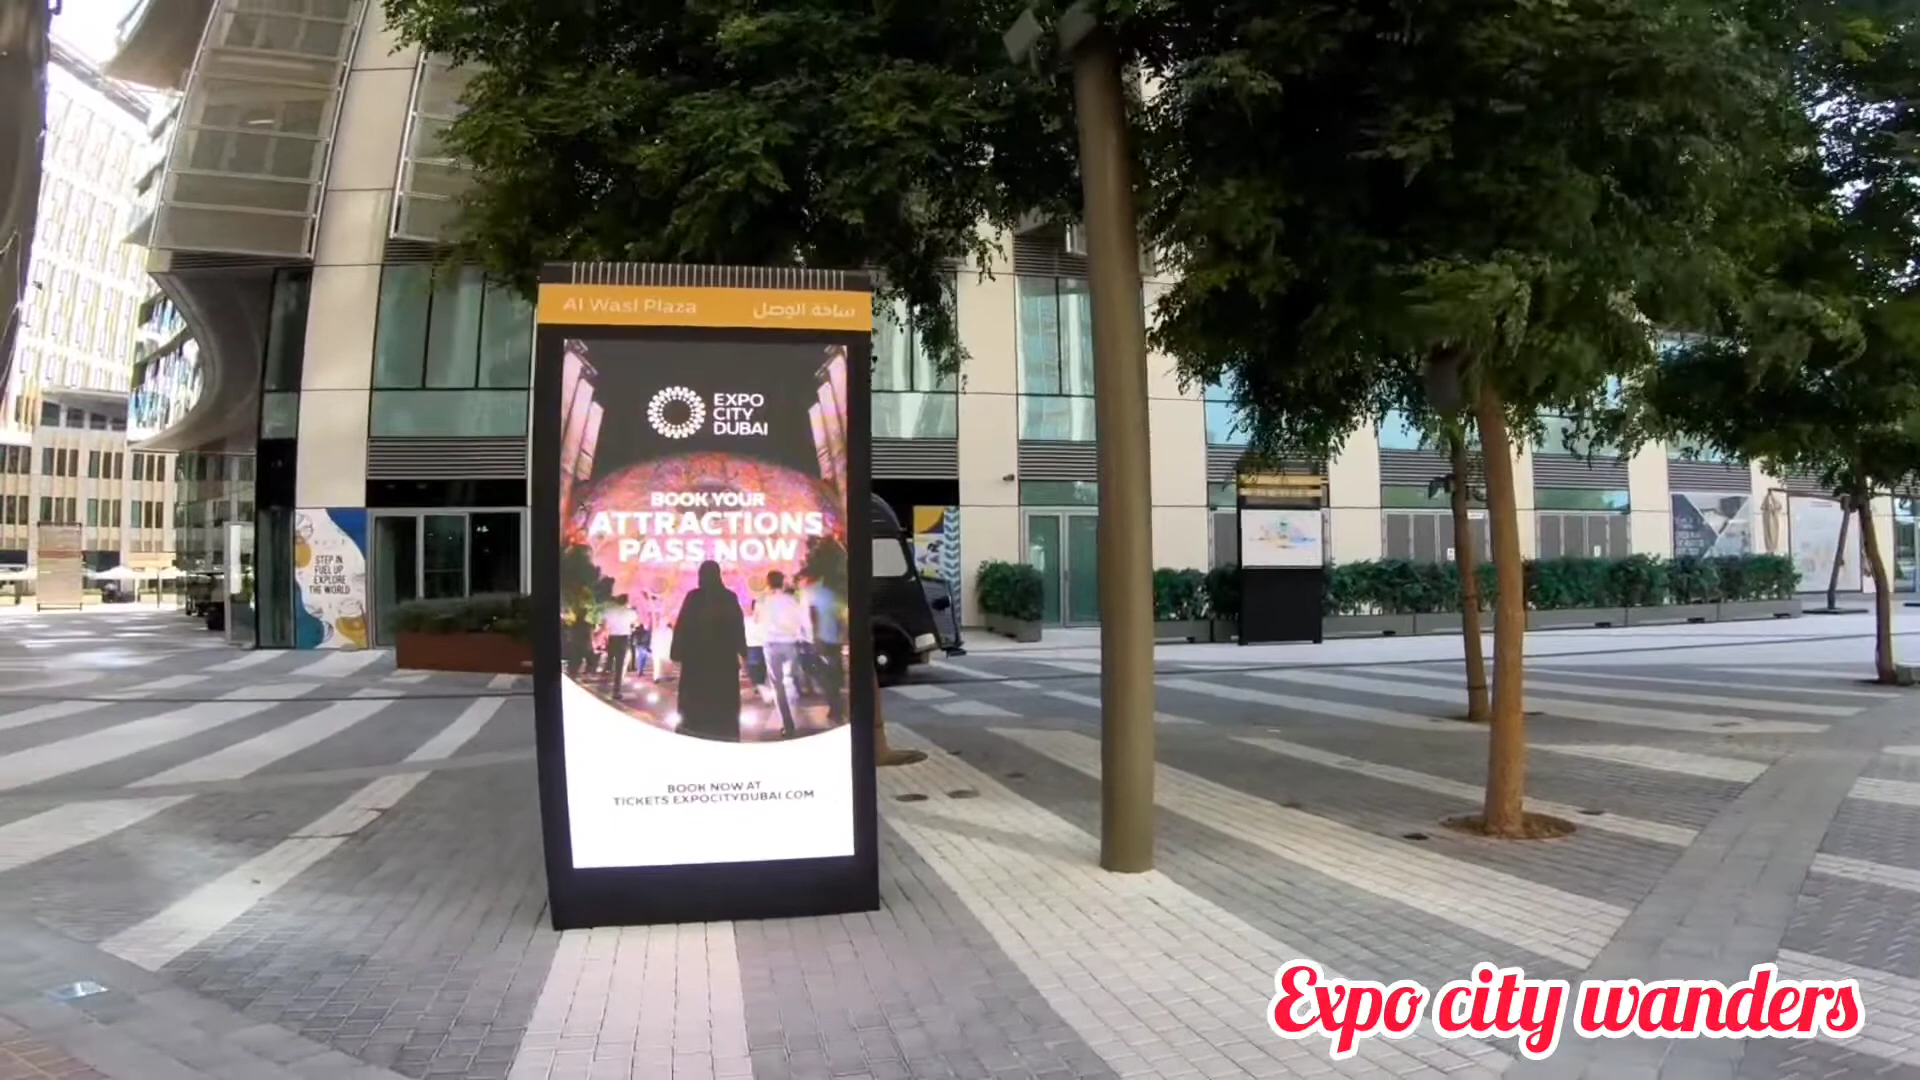 Al Wasl Plaza
ساحة الوصل
EXPO
CITY
DUBAI
BOOK YOUR
ATTRACTIONS
PASS NOW
BOOK NOW AT
TICKETS.EXPOCITYDUBAI.COM
STEP IN
FUEL UP
EXPLORE
THE WORLD
Expo city wanders